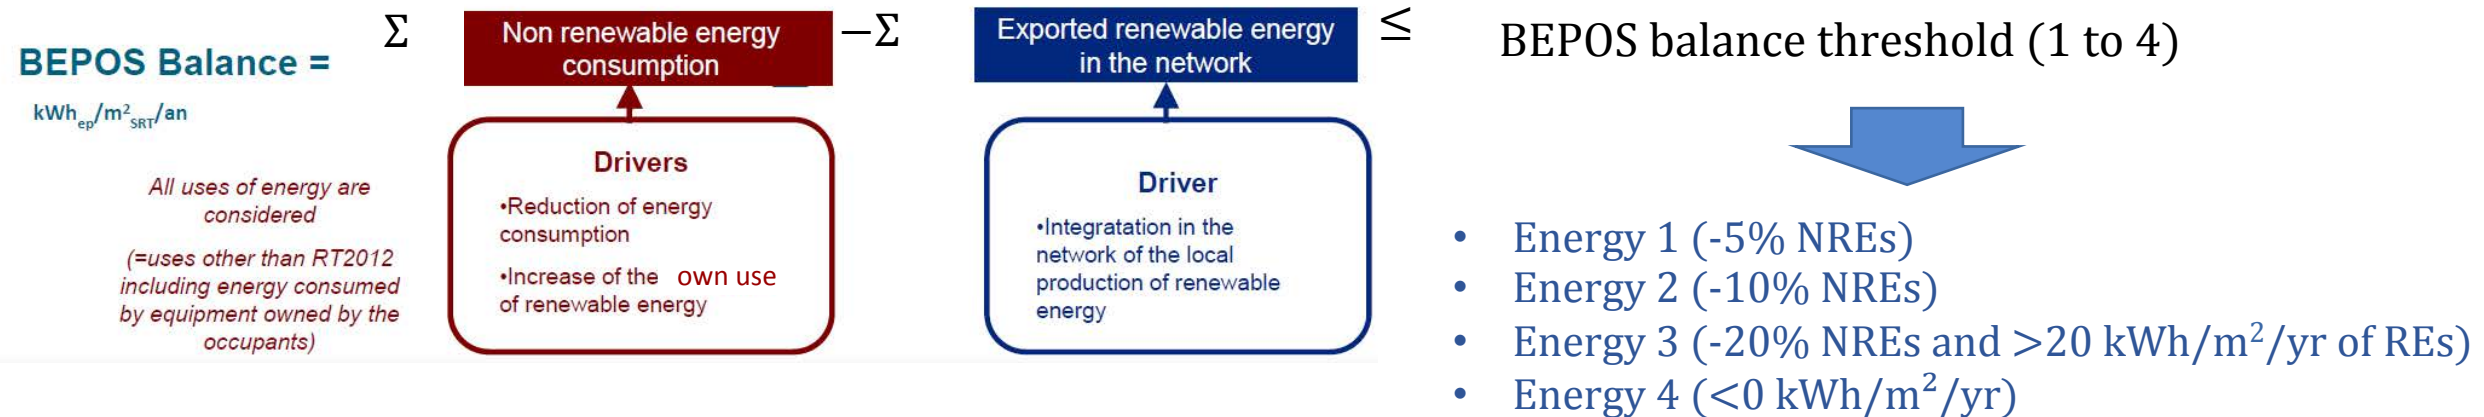 BEPOS Balance =
kWhep/m²SRT/an
All uses of energy are
considered
(=uses other than RT2012
including energy consumed
by equipment owned by the
occupants)
Σ
Non renewable energy
consumption
Drivers
•Reduction of energy
consumption
•Increase of the own use
of renewable energy
−Σ
Exported renewable energy
in the network
Driver
•Integratation in the
network of the local
production of renewable
energy
≤
BEPOS balance threshold (1 to 4)
• Energy 1 (-5% NREs)
• Energy 2 (-10% NREs)
• Energy 3 (-20% NREs and >20 kWh/m²/yr of REs)
• Energy 4 (<0 kWh/m²/yr)